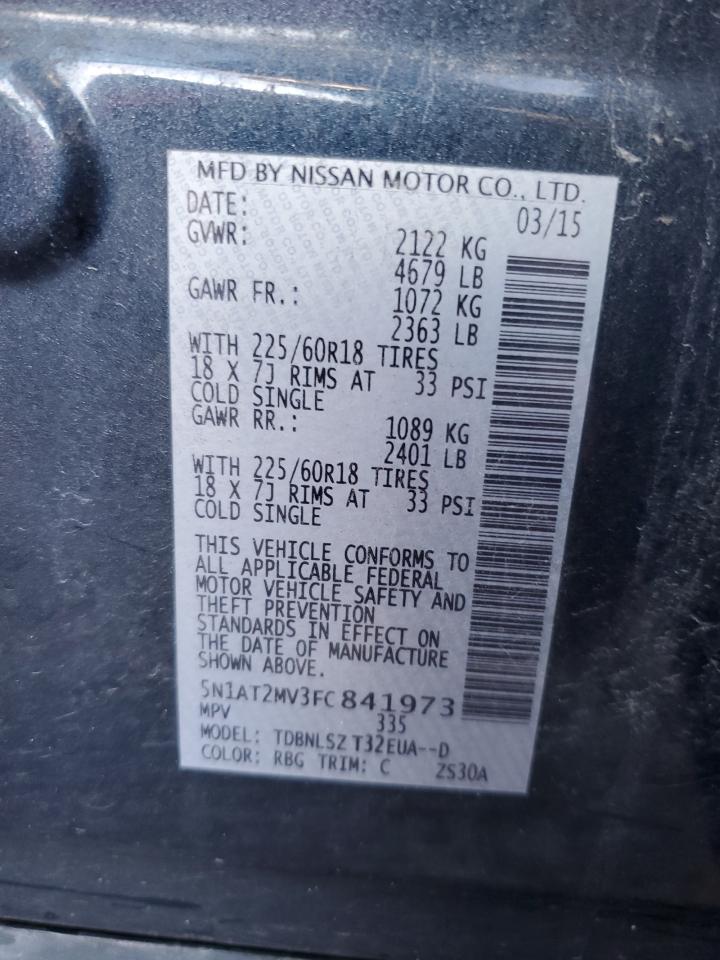 MFD BY NISSAN MOTOR CO., LTD.
DATE: 03/15
GVWR: 2122 KG
4679 LB
GAWR FR.: 1072 KG
2363 LB
WITH 225/60R18 TIRES
18 X 7J RIMS AT 33 PSI
COLD SINGLE
GAWR RR.: 1089 KG
2401 LB
WITH 225/60R18 TIRES
18 X 7J RIMS AT 33 PSI
COLD SINGLE
THIS VEHICLE CONFORMS TO
ALL APPLICABLE FEDERAL
MOTOR VEHICLE SAFETY AND
THEFT PREVENTION
STANDARDS IN EFFECT ON
THE DATE OF MANUFACTURE
SHOWN ABOVE.
5N1AT2MV3FC841973
MPV 335
MODEL: TDBNLSZ T32EUA--D
COLOR: RBG TRIM: C ZS30A